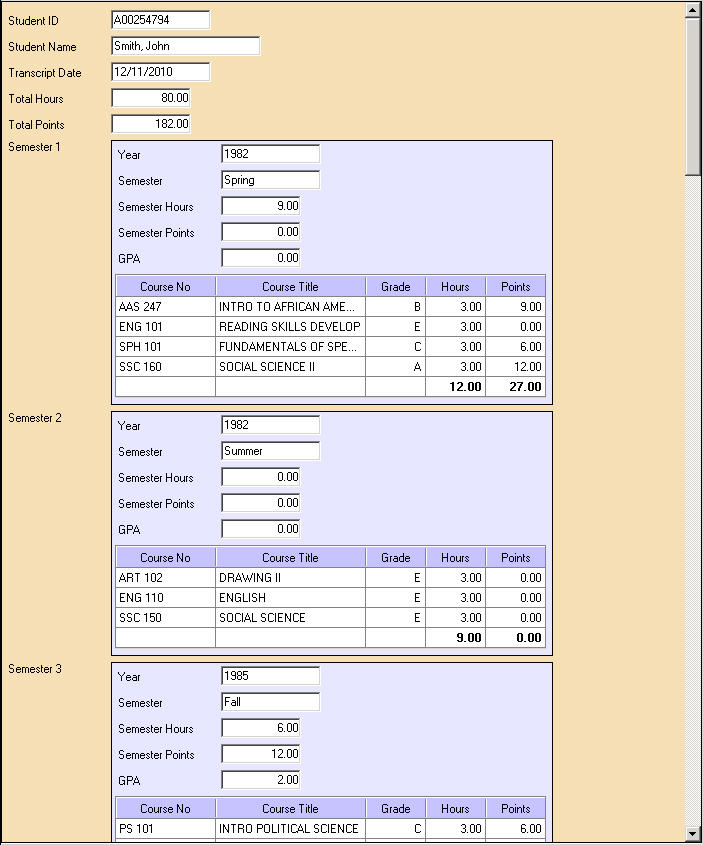 Student ID A00254794
Student Name Smith, John
Transcript Date 12/11/2010
Total Hours 80.00
Total Points 182.00
Semester 1
Year 1982
Semester Spring
Semester Hours 9.00
Semester Points 0.00
GPA 0.00
Course No Course Title Grade Hours Points
AAS 247 INTRO TO AFRICAN AME... B 3.00 9.00
ENG 101 READING SKILLS DEVELOP E 3.00 0.00
SPH 101 FUNDAMENTALS OF SPE... C 3.00 6.00
SSC 160 SOCIAL SCIENCE II A 3.00 12.00
12.00 27.00
Semester 2
Year 1982
Semester Summer
Semester Hours 0.00
Semester Points 0.00
GPA 0.00
Course No Course Title Grade Hours Points
ART 102 DRAWING II E 3.00 0.00
ENG 110 ENGLISH E 3.00 0.00
SSC 150 SOCIAL SCIENCE E 3.00 0.00
9.00 0.00
Semester 3
Year 1985
Semester Fall
Semester Hours 6.00
Semester Points 12.00
GPA 2.00
Course No Course Title Grade Hours Points
PS 101 INTRO POLITICAL SCIENCE C 3.00 6.00